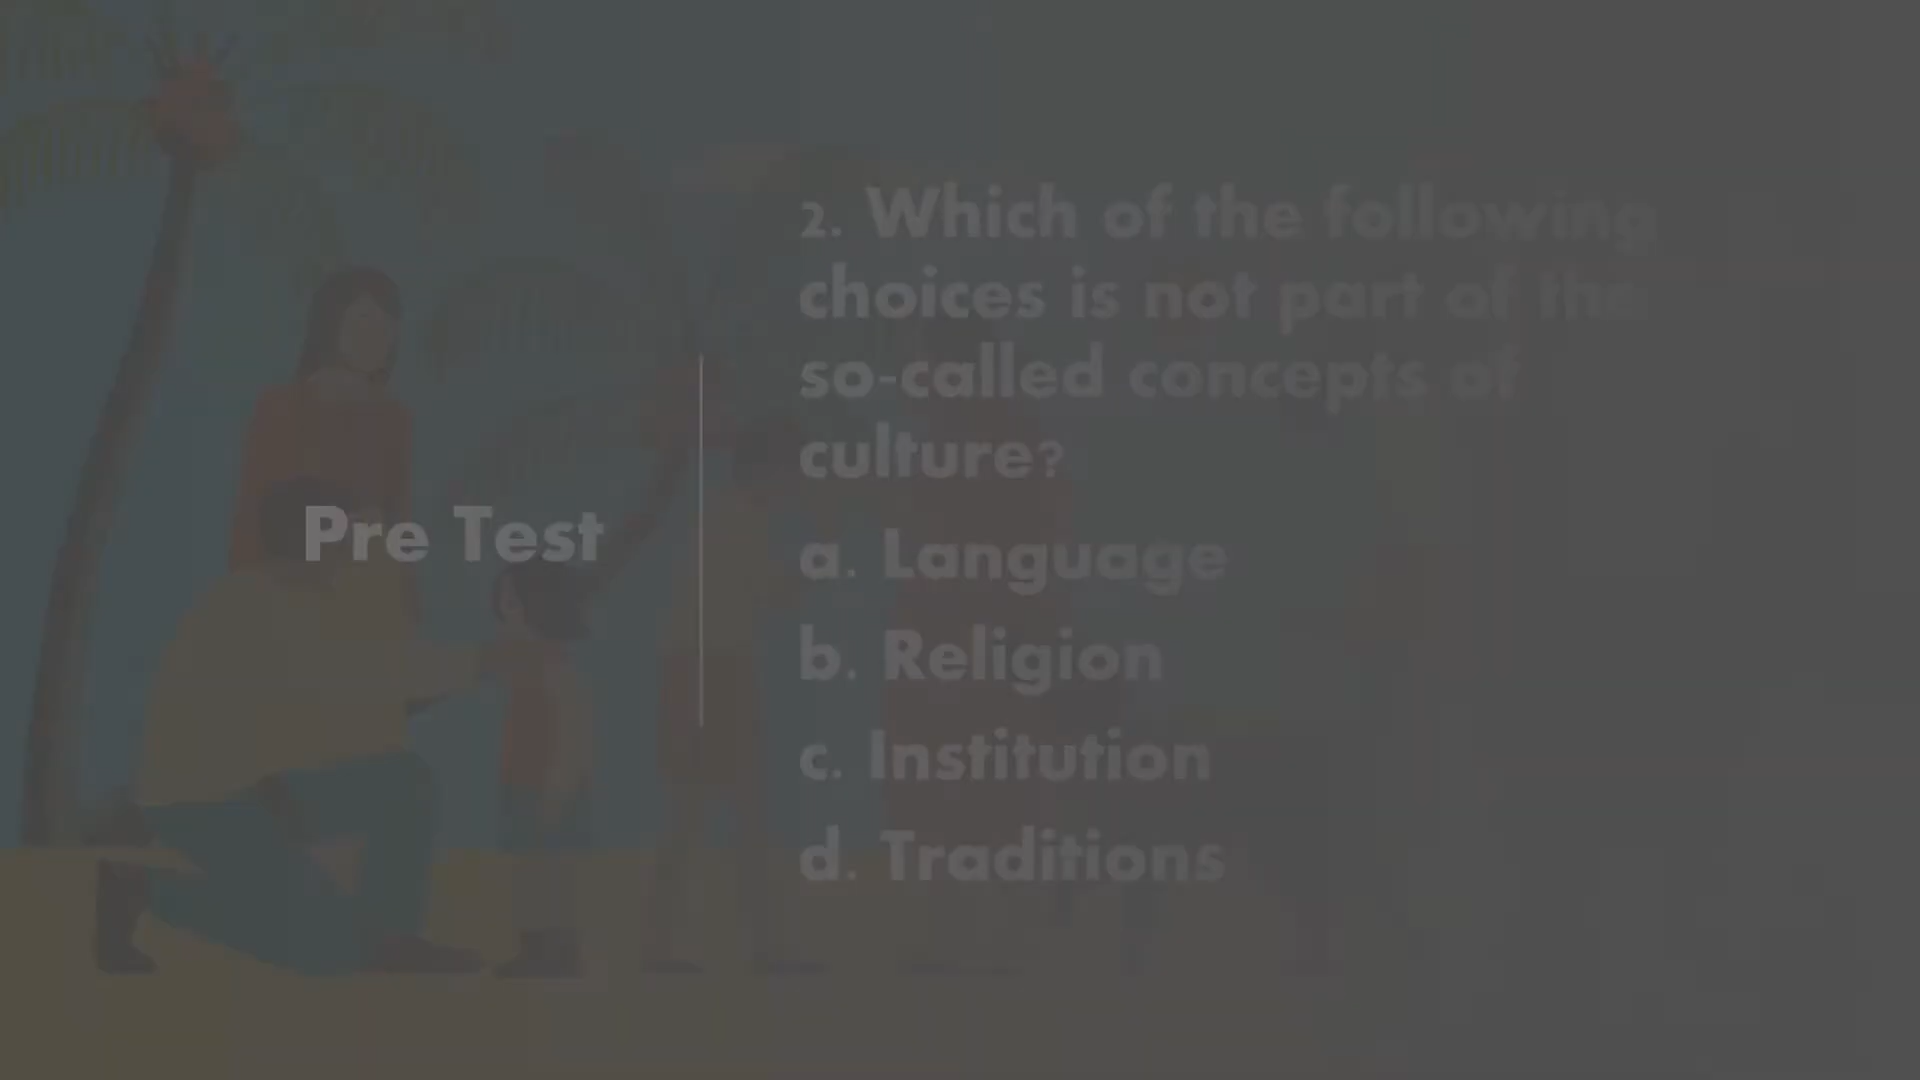 Pre Test
2. Which of the following
choices is not part of the
so-called concepts of
culture?
a. Language
b. Religion
c. Institution
d. Traditions